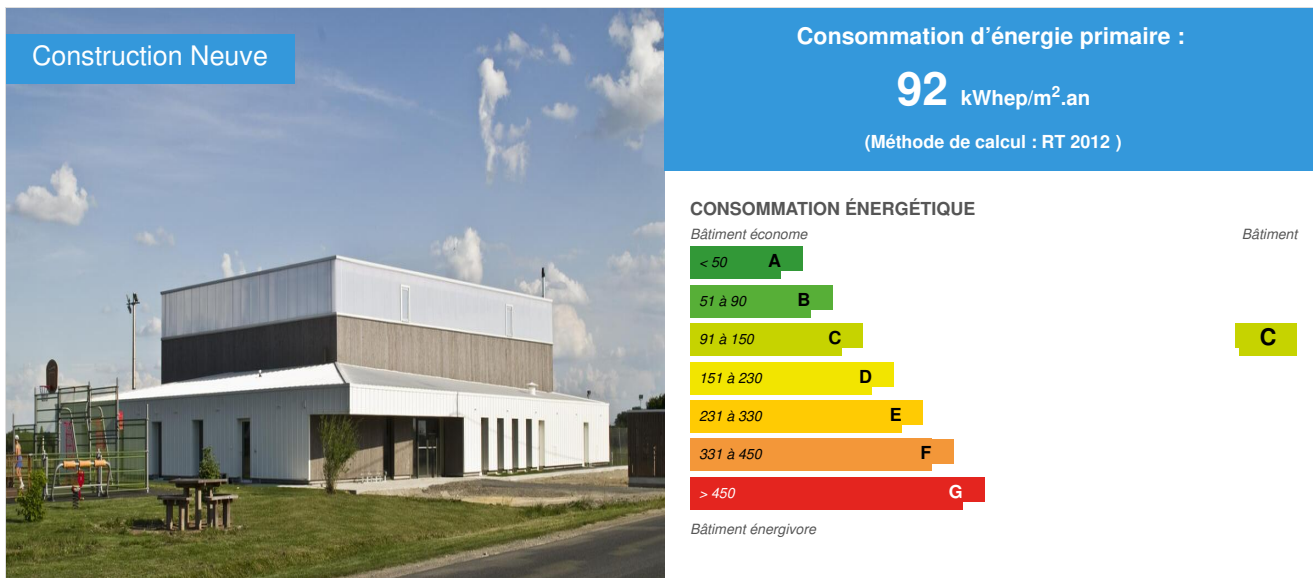 Construction Neuve
Consommation d'énergie primaire :
92 kWhep/m².an
(Méthode de calcul : RT 2012 )
CONSOMMATION ÉNERGÉTIQUE
Bâtiment économe
Bâtiment
< 50 A
51 à 90 B
91 à 150 C
C
151 à 230 D
231 à 330 E
331 à 450 F
> 450 G
Bâtiment énergivore